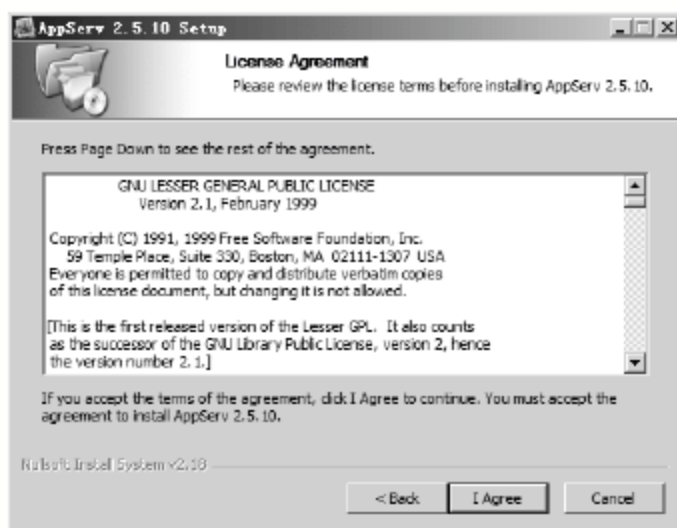 AppServ 2.5.10 Setup
License Agreement
Please review the license terms before installing AppServ 2.5.10.
Press Page Down to see the rest of the agreement.
GNU LESSER GENERAL PUBLIC LICENSE
Version 2.1, February 1999
Copyright (C) 1991, 1999 Free Software Foundation, Inc.
59 Temple Place, Suite 330, Boston, MA 02111-1307 USA
Everyone is permitted to copy and distribute verbatim copies
of this license document, but changing it is not allowed.
[This is the first released version of the Lesser GPL. It also counts
as the successor of the GNU Library Public License, version 2, hence
the version number 2.1.]
If you accept the terms of the agreement, click I Agree to continue. You must accept the
agreement to install AppServ 2.5.10.
Nullsoft Install System v2.18
< Back I Agree Cancel